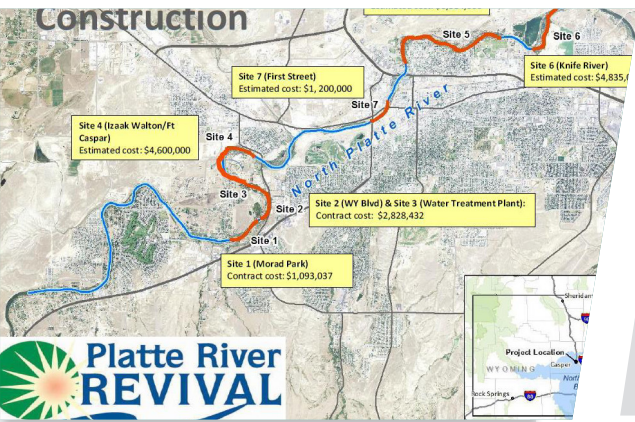 Construction
Site 5
Site 6
Site 7 (First Street)
Estimated cost: $1, 200,000
Site 6 (Knife River)
Estimated cost: $4,835,
Site 7
Site 4 (Izaak Walton/Ft
Caspar)
Estimated cost: $4,600,000
Site 4
North Platte River
Site 3
Site 2
Site 2 (WY Blvd) & Site 3 (Water Treatment Plant):
Contract cost: $2,828,432
Site 1
Site 1 (Morad Park)
Contract cost: $1,093,037
Sheridan
Project Location
Casper
WYOMING
Rock Springs
80
Platte River
REVIVAL